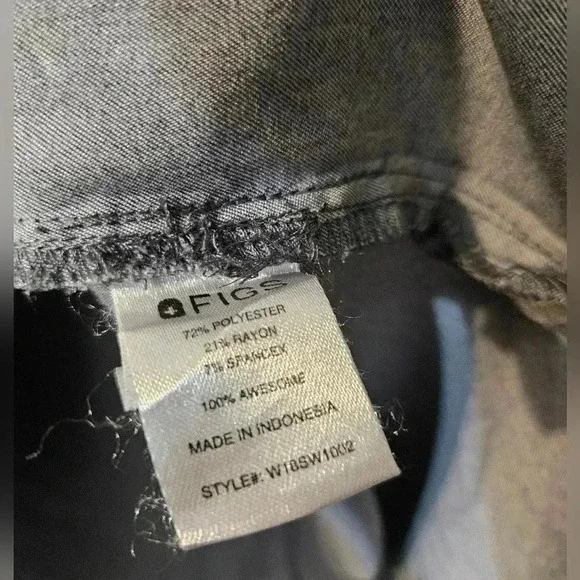 FIGS
72% POLYESTER
21% RAYON
7% SPANDEX
100% AWESOME
MADE IN INDONESIA
STYLE#: W18SW1002